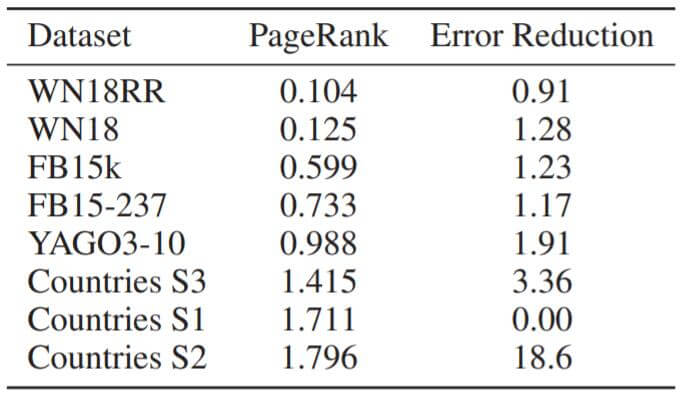 Dataset PageRank Error Reduction
WN18RR 0.104 0.91
WN18 0.125 1.28
FB15k 0.599 1.23
FB15-237 0.733 1.17
YAGO3-10 0.988 1.91
Countries S3 1.415 3.36
Countries S1 1.711 0.00
Countries S2 1.796 18.6